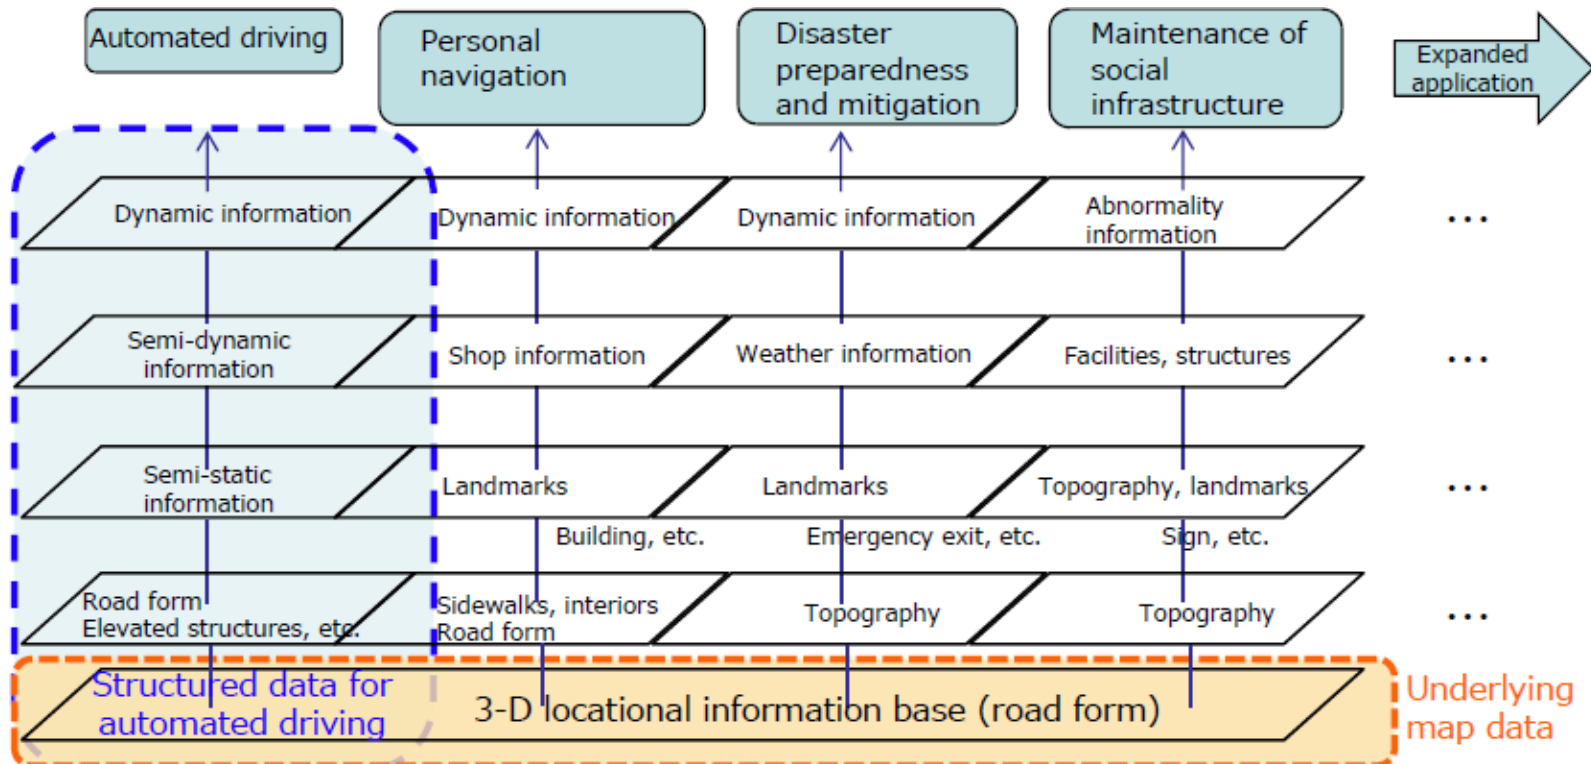 Automated driving
Personal
navigation
Disaster
preparedness
and mitigation
Maintenance of
social
infrastructure
Expanded
application
Dynamic information
Dynamic information
Dynamic information
Abnormality
information
...
Semi-dynamic
information
Shop information
Weather information
Facilities, structures
...
Semi-static
information
Landmarks
Landmarks
Topography, landmarks
...
Building, etc.
Emergency exit, etc.
Sign, etc.
Road form
Elevated structures, etc.
Sidewalks, interiors
Road form
Topography
Topography
...
Structured data for
automated driving
3-D locational information base (road form)
Underlying
map data